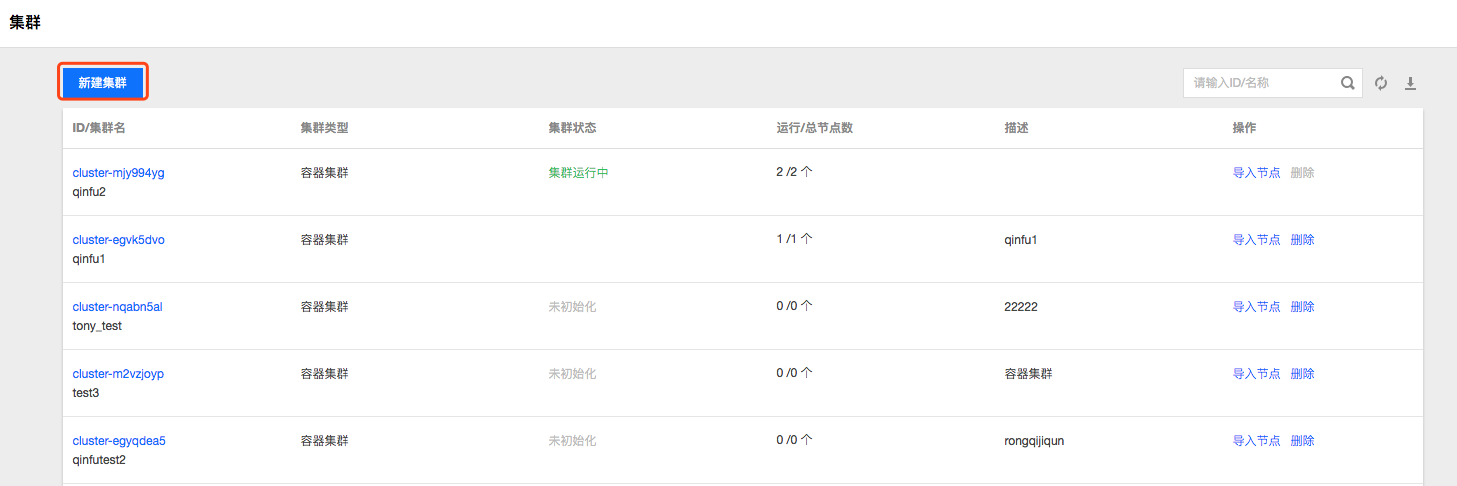 集群
新建集群
请输入ID/名称
ID/集群名 集群类型 集群状态 运行/总节点数 描述 操作
cluster-mjy994yg 容器集群 集群运行中 2 /2 个 导入节点 删除
qinfu2
cluster-egvk5dvo 容器集群 1 /1 个 qinfu1 导入节点 删除
qinfu1
cluster-nqabn5al 容器集群 未初始化 0 /0 个 22222 导入节点 删除
tony_test
cluster-m2vzjoyp 容器集群 未初始化 0 /0 个 容器集群 导入节点 删除
test3
cluster-egyqdea5 容器集群 未初始化 0 /0 个 rongqijiqun 导入节点 删除
qinfutest2